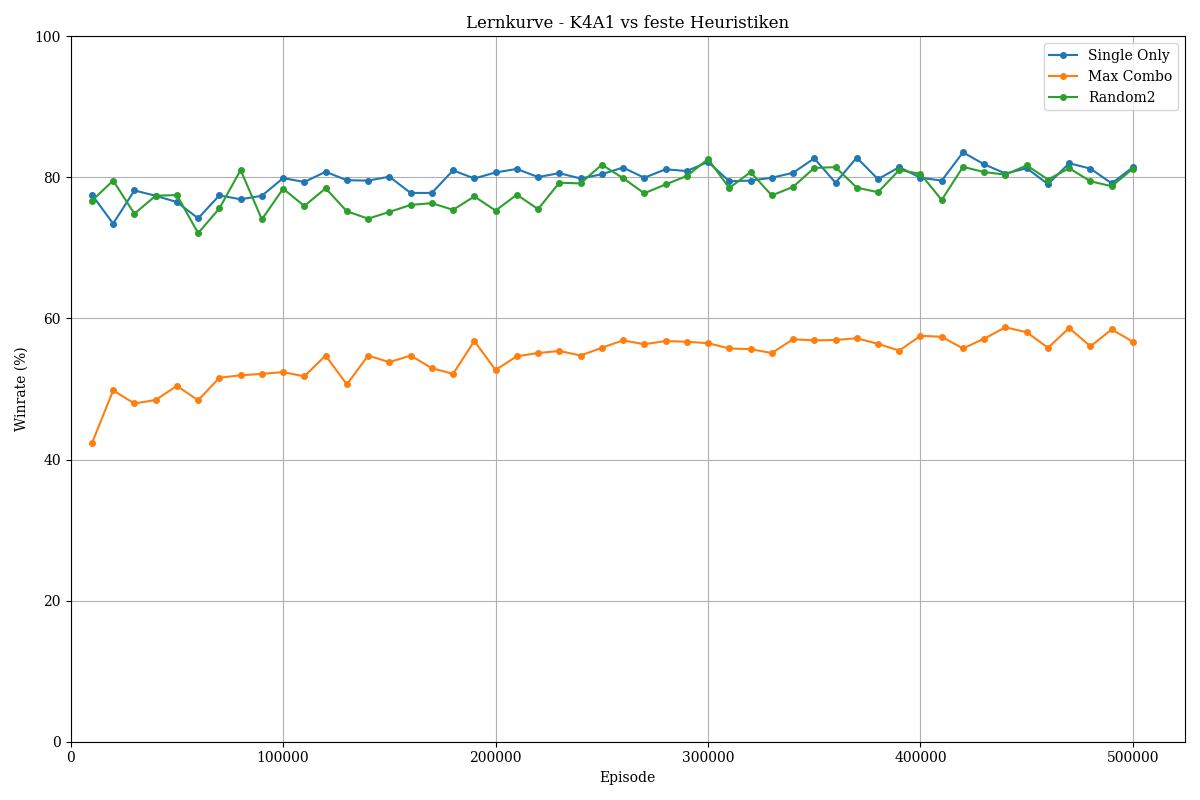 Lernkurve - K4A1 vs feste Heuristiken
Single Only
Max Combo
Random2
Winrate (%)
100
80
60
40
20
0
0 100000 200000 300000 400000 500000
Episode